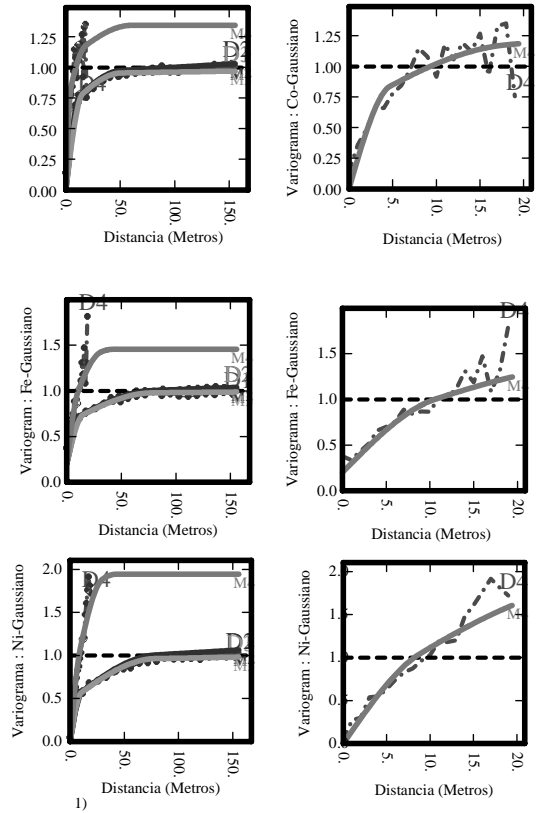 1.25
1.00
0.75
0.50
0.25
0.00
D4
D2
M4
0.
50.
100.
150.
Distancia (Metros)
Variograma : Co-Gaussiano
1.25
1.00
0.75
0.50
0.25
0.00
D4
0.
5.
10.
15.
20.
Distancia (Metros)
Variogram : Fe-Gaussiano
1.5
1.0
0.5
0.0
D4
D2
M4
0.
50.
100.
150.
Distancia (Metros)
Variograma : Fe-Gaussiano
1.5
1.0
0.5
0.0
D4
M4
0.
5.
10.
15.
20.
Distancia (Metros)
Variograma : Ni-Gaussiano
2.0
1.5
1.0
0.5
0.0
D4
D2
M4
0.
50.
100.
150.
Distancia (Metros)
1)
Variograma : Ni-Gaussiano
D4
M4
0.
5.
10.
15.
20.
Distancia (Metros)